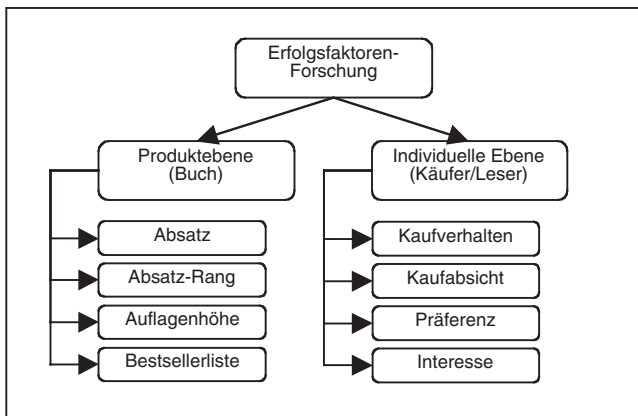 Erfolgsfaktoren-
Forschung
Produktebene
(Buch)
Individuelle Ebene
(Käufer/Leser)
Absatz
Absatz-Rang
Auflagenhöhe
Bestsellerliste
Kaufverhalten
Kaufabsicht
Präferenz
Interesse